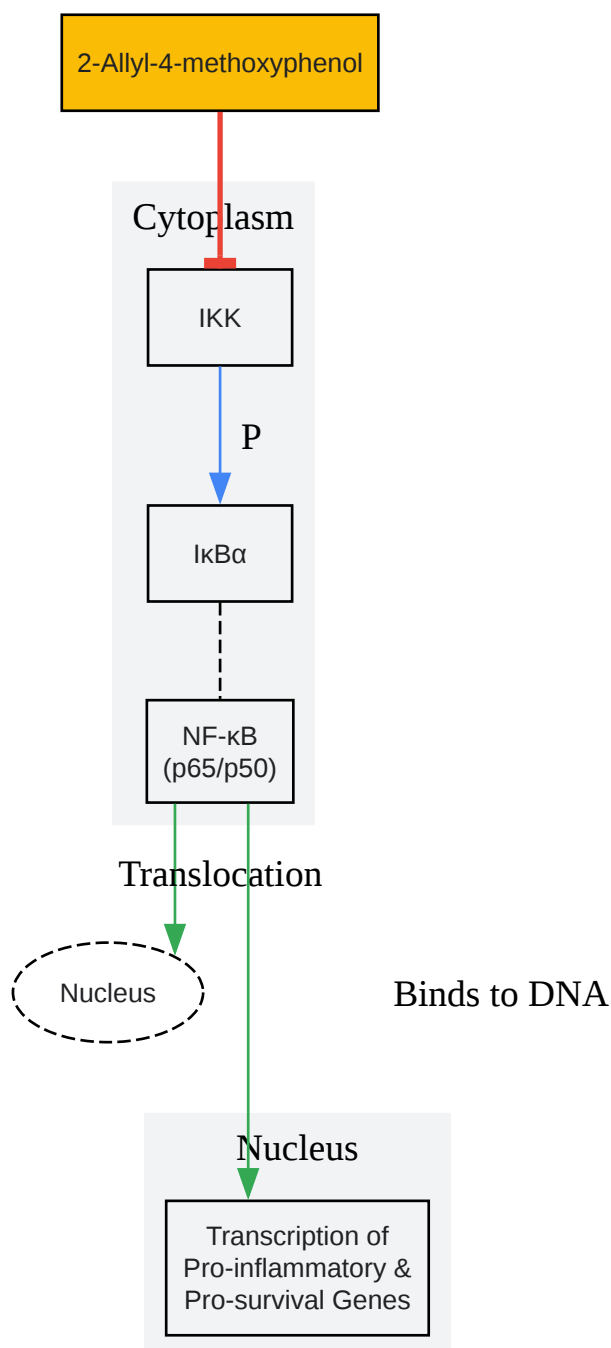 2-Allyl-4-methoxyphenol
Cytoplasm
IKK
P
IκBα
NF-κB
(p65/p50)
Translocation
Nucleus
Binds to DNA
Nucleus
Transcription of
Pro-inflammatory &
Pro-survival Genes